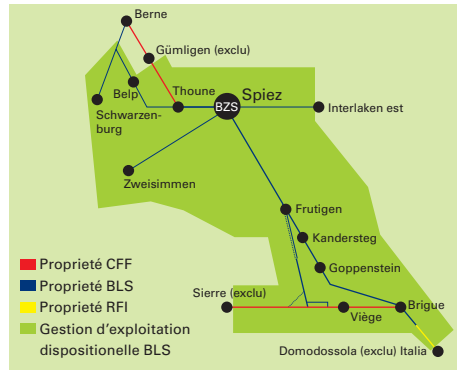 Berne
Gümligen (exclu)
Belp
Thoune
Spiez
BZS
Schwarzen-
burg
Interlaken est
Zweisimmen
Frutigen
Kandersteg
Goppenstein
Sierre (exclu)
Viège
Brigue
Domodossola (exclu) Italia
Proprieté CFF
Proprieté BLS
Proprieté RFI
Gestion d'exploitation
dispositionelle BLS